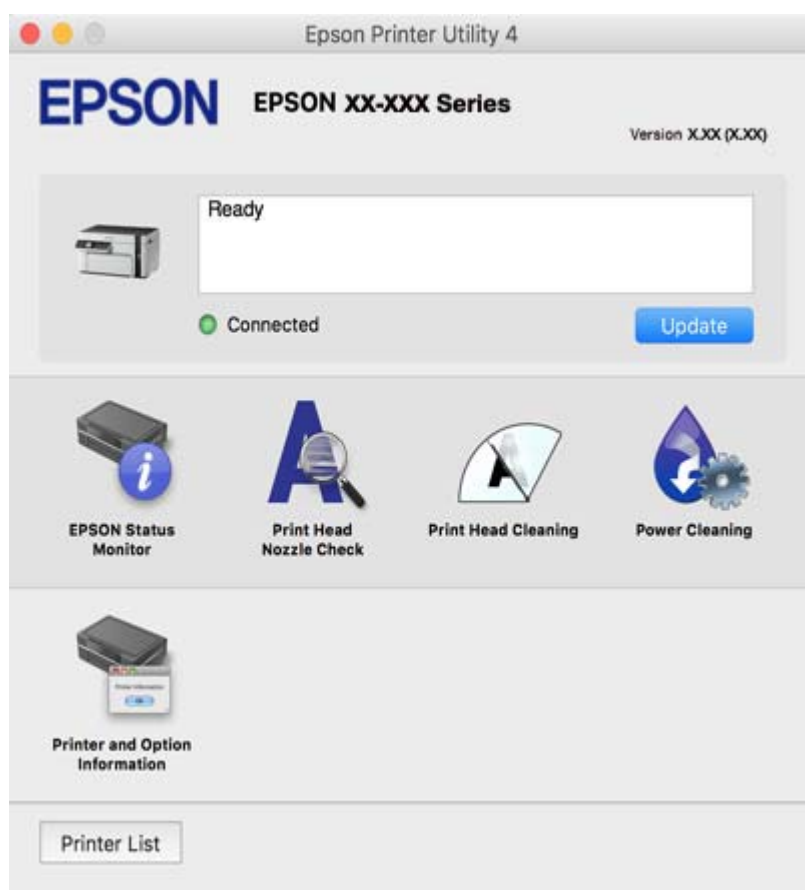 Epson Printer Utility 4
EPSON
EPSON XX-XXX Series
Version X.XX (X.XX)
Ready
Connected
Update
EPSON Status
Monitor
Print Head
Nozzle Check
Print Head Cleaning
Power Cleaning
Printer and Option
Information
Printer List